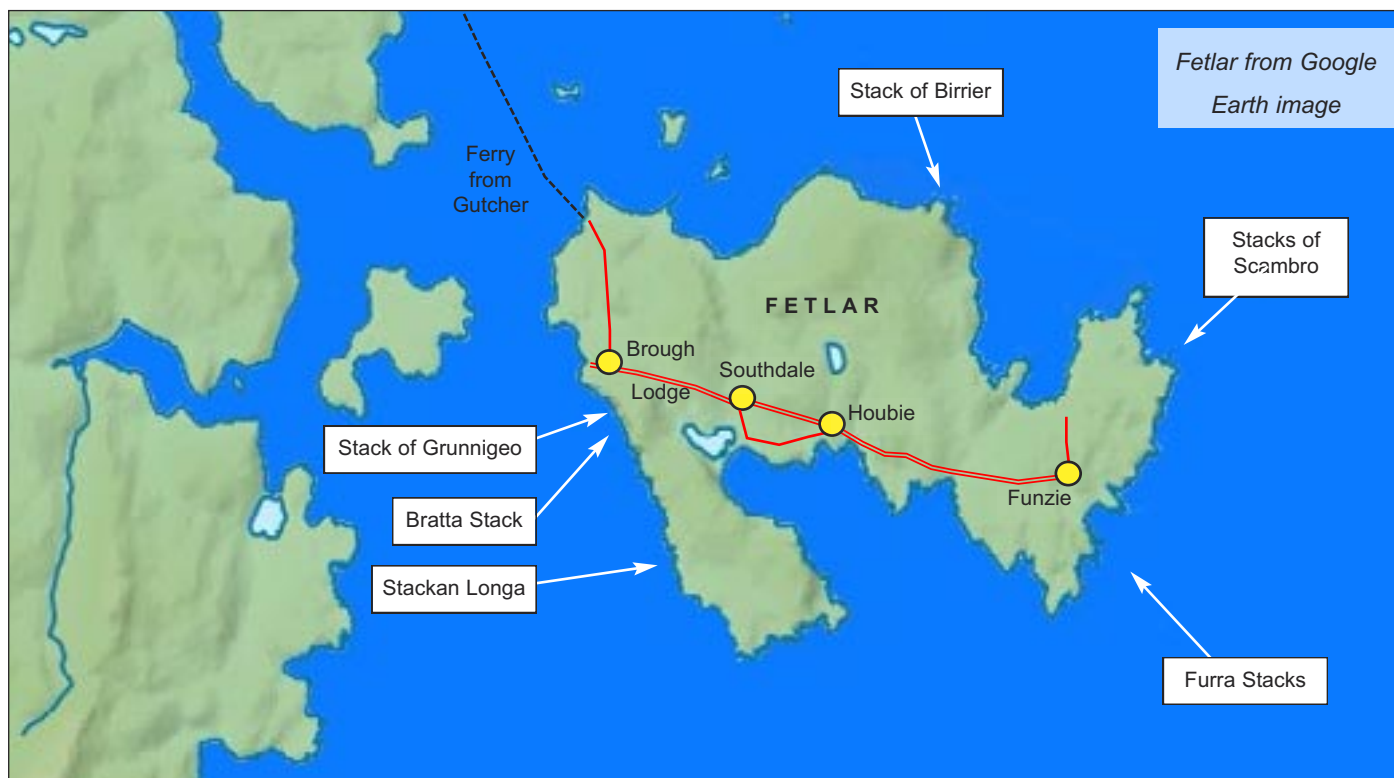 Fetlar from Google
Earth image
Stack of Birrier
Ferry
from
Gutcher
Stacks of
Scambro
FETLAR
Brough
Lodge
Southdale
Houbie
Stack of Grunnigeo
Bratta Stack
Funzie
Stackan Longa
Furra Stacks